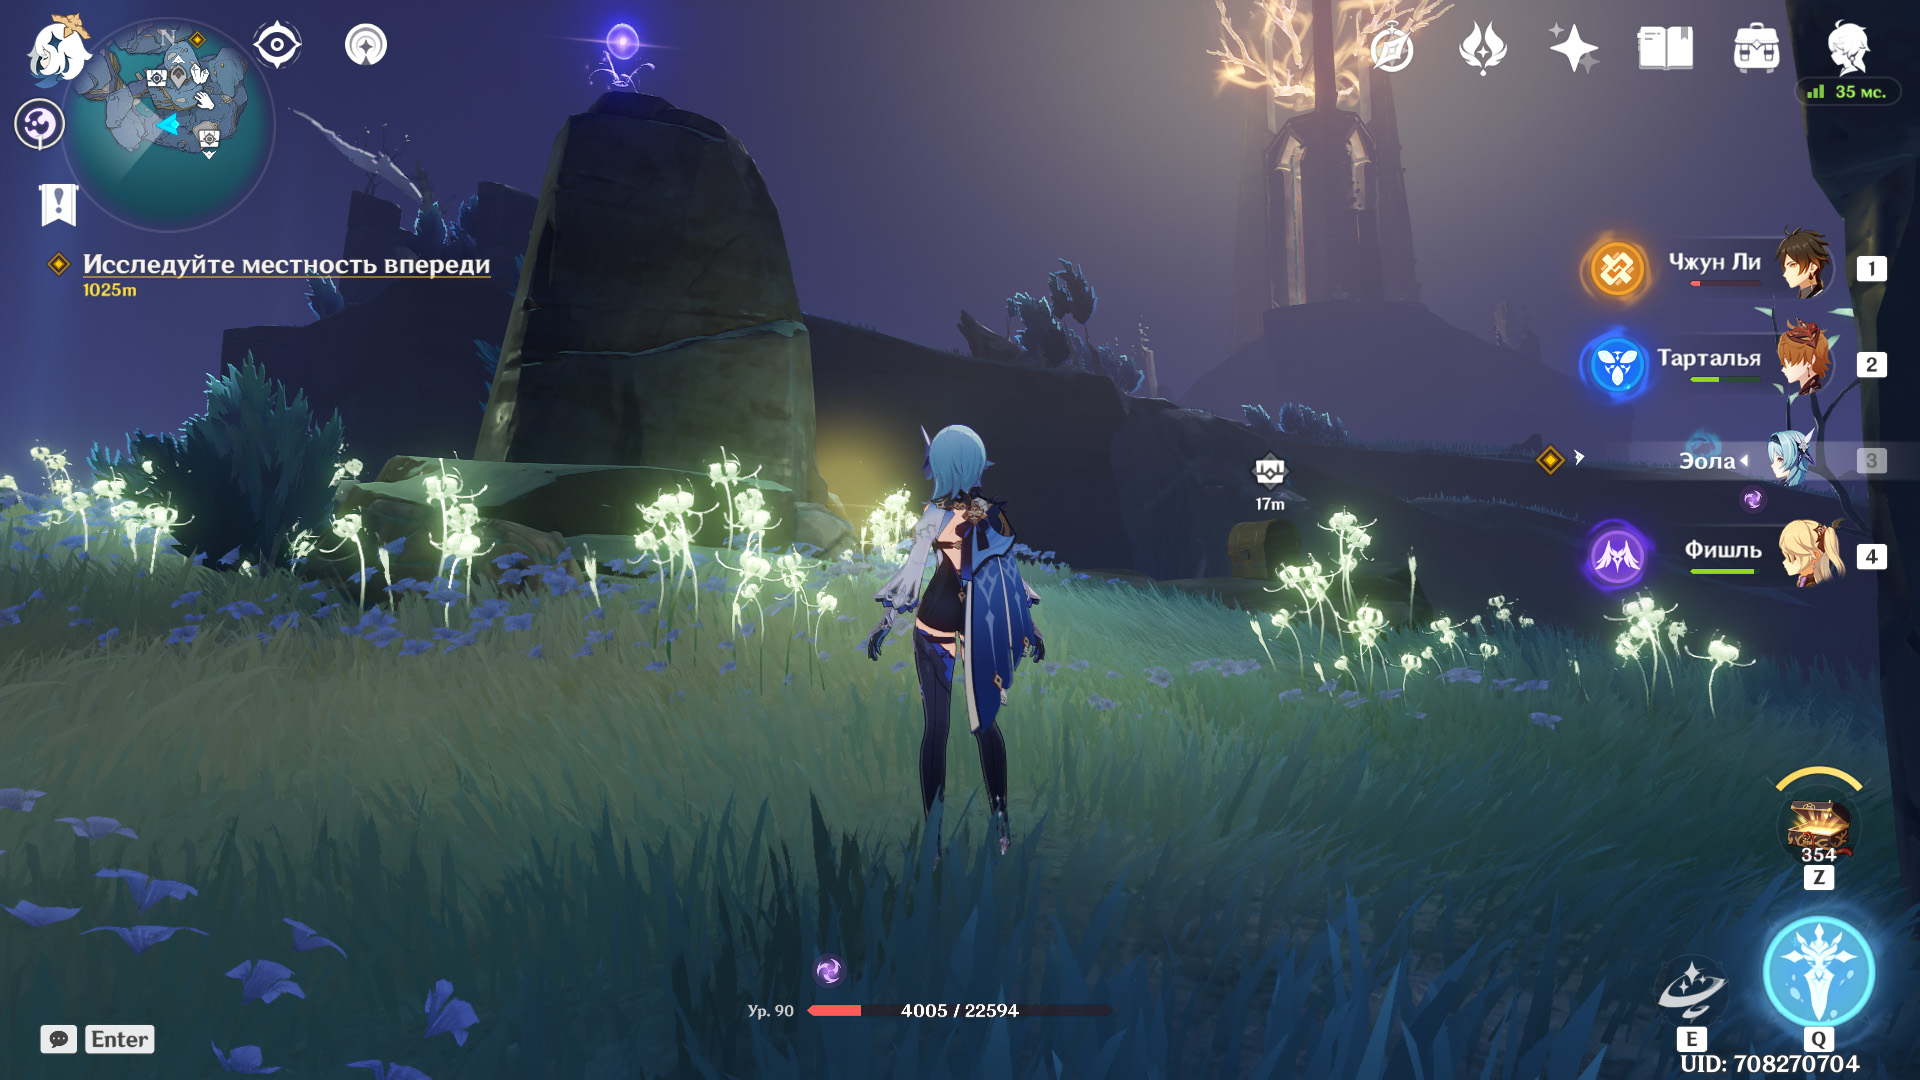 N
35 мс.
Исследуйте местность впереди
1025m
Чжун Ли
1
Тарталья
2
17m
Эола
3
Фишль
4
354
Z
Ур. 90
4005 / 22594
Enter
E
Q
UID: 708270704